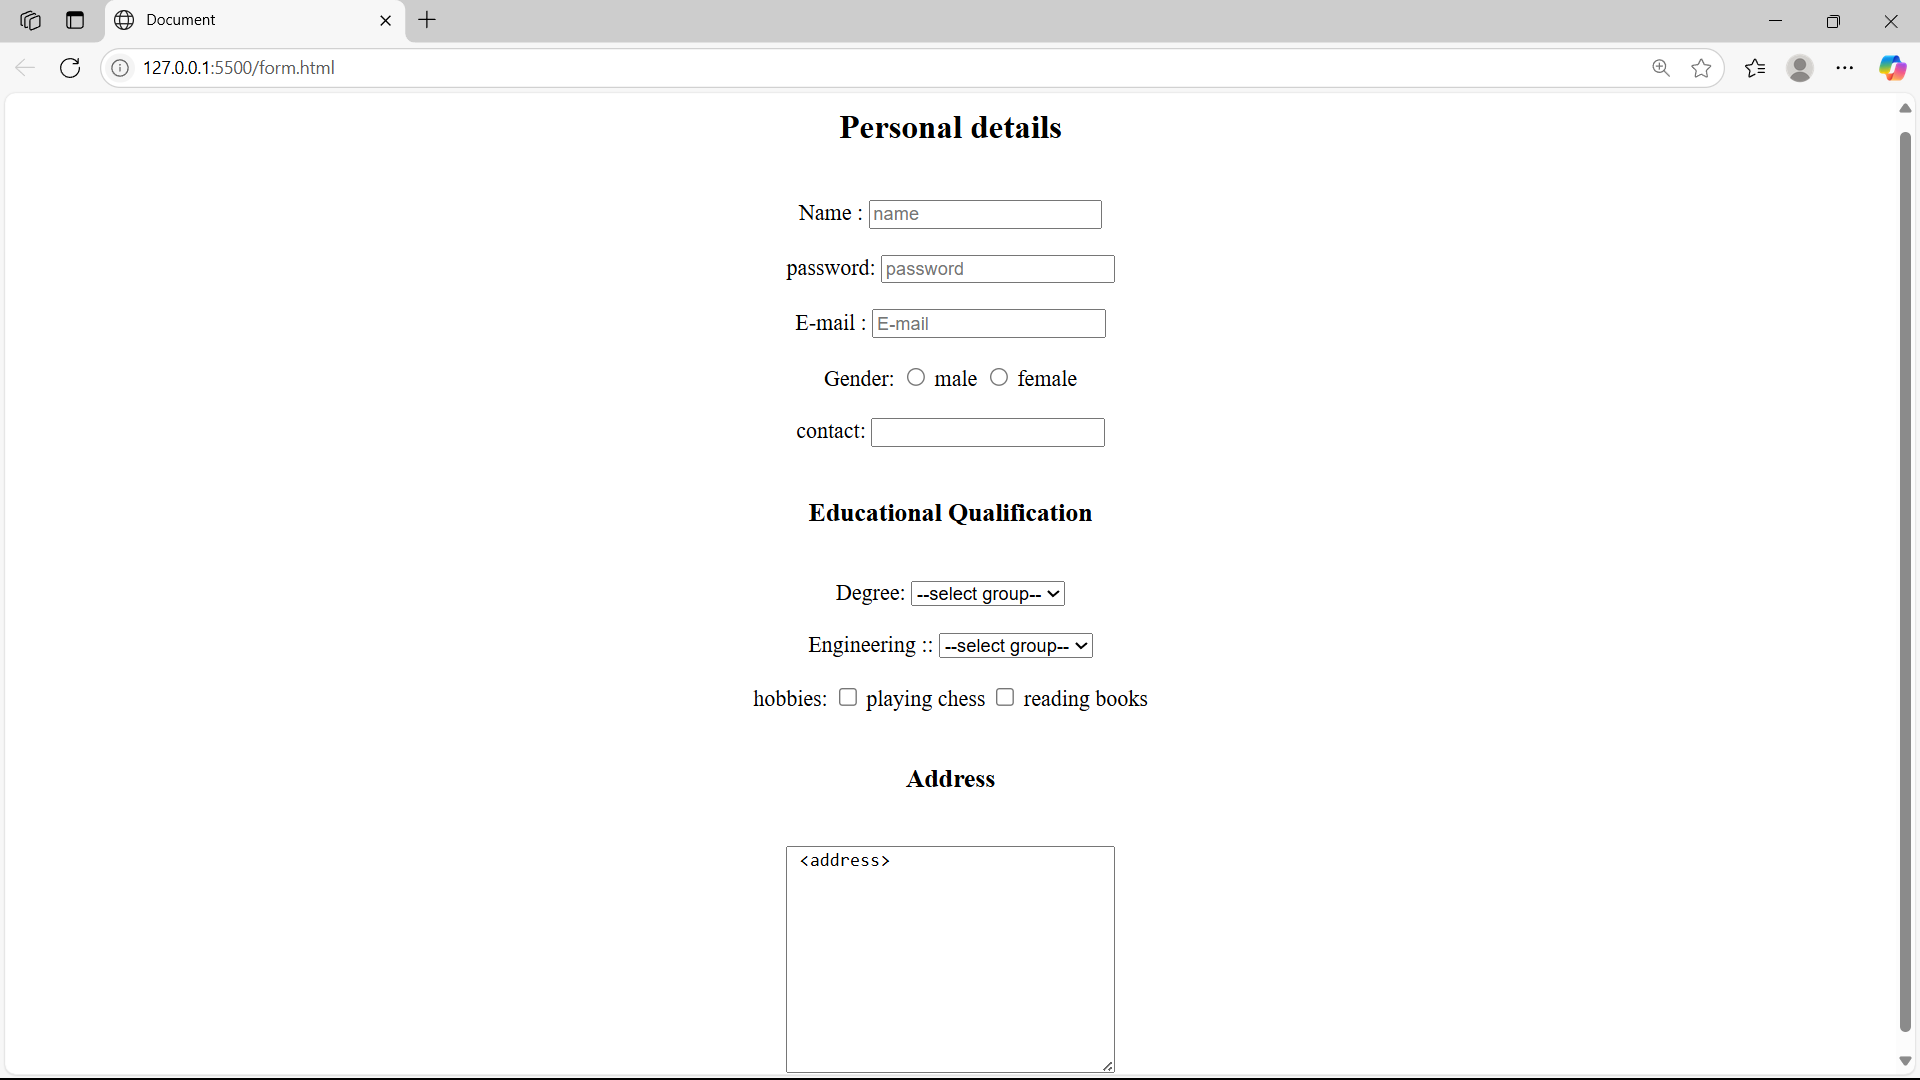 Document
127.0.0.1:5500/form.html
Personal details
Name : name
password: password
E-mail : E-mail
Gender: male female
contact:
Educational Qualification
Degree: --select group--
Engineering :: --select group--
hobbies: playing chess reading books
Address
<address>